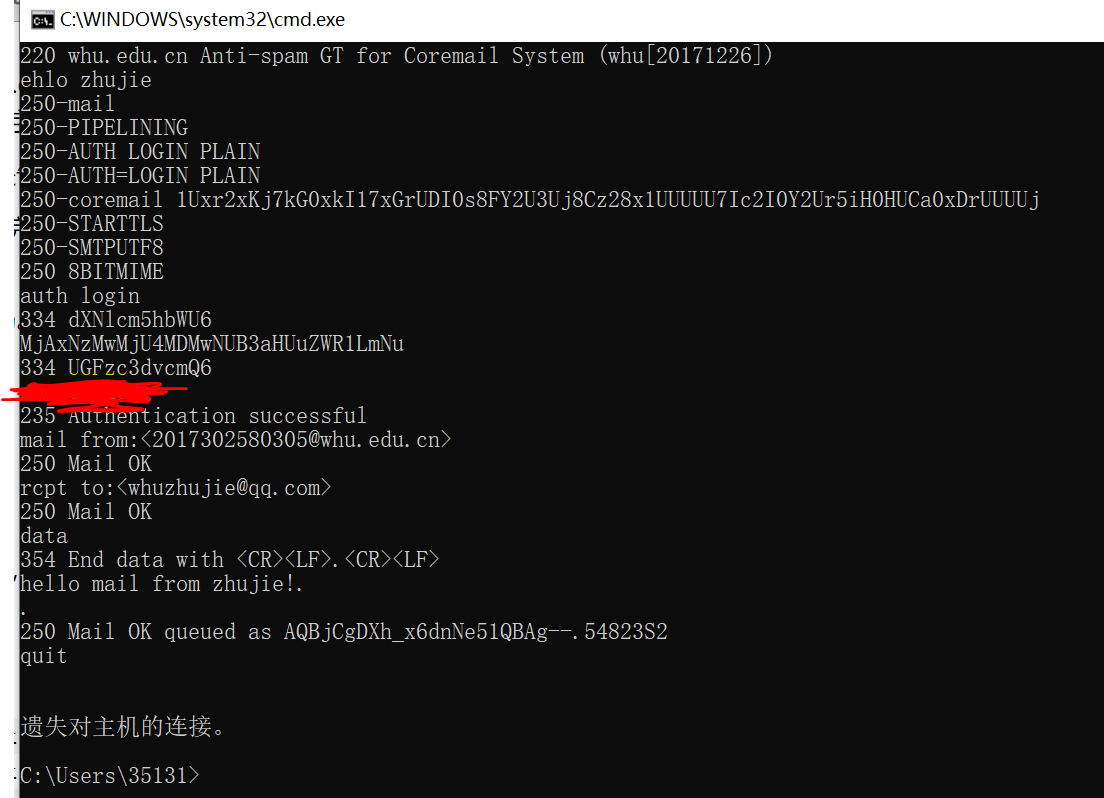 C:\WINDOWS\system32\cmd.exe
220 whu.edu.cn Anti-spam GT for Coremail System (whu[20171226])
ehlo zhujie
250-mail
250-PIPELINING
250-AUTH LOGIN PLAIN
250-AUTH=LOGIN PLAIN
250-coremail 1Uxr2xKj7kG0xkI17xGrUDI0s8FY2U3Uj8Cz28x1UUUUU7Ic2I0Y2Ur5iH0HUCa0xDrUUUUj
250-STARTTLS
250-SMTPUTF8
250 8BITMIME
auth login
334 dXNlcm5hbWU6
MjAxNzMwMjU4MDMwNUB3aHUuZWR1LmNu
334 UGFzc3dvcmQ6
235 Authentication successful
mail from:<2017302580305@whu.edu.cn>
250 Mail OK
rcpt to:<whuzhujie@qq.com>
250 Mail OK
data
354 End data with <CR><LF>.<CR><LF>
hello mail from zhujie!.
.
250 Mail OK queued as AQBjCgDXh_x6dnNe51QBAg--.54823S2
quit
遗失对主机的连接。
C:\Users\35131>